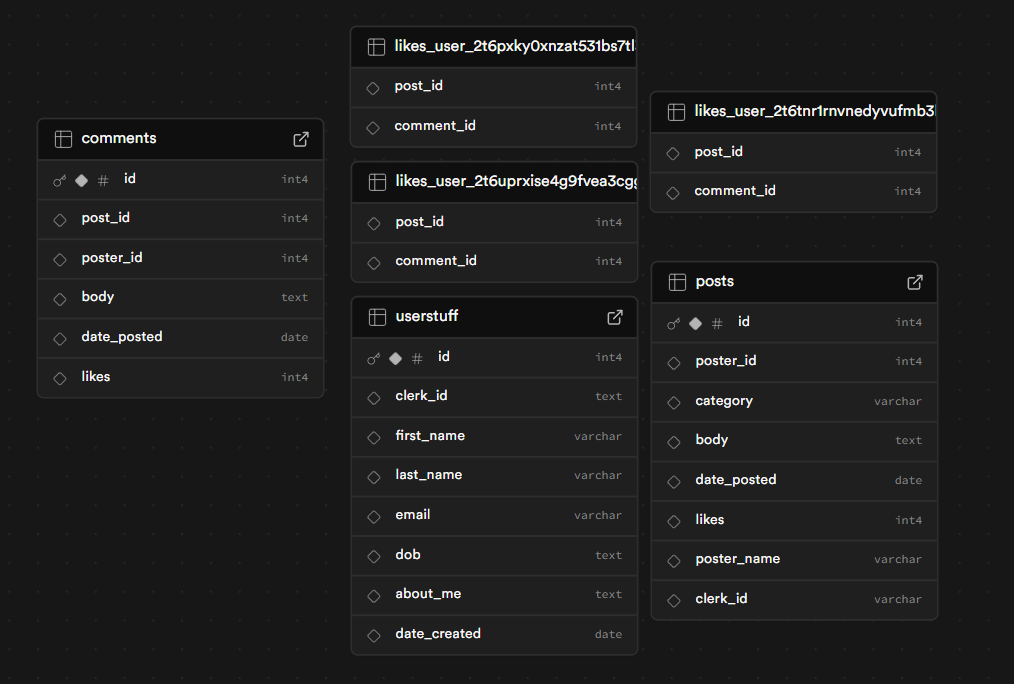 comments
id int4
post_id int4
poster_id int4
body text
date_posted date
likes int4
likes_user_2t6pxky0xnzat531bs7tl
post_id int4
comment_id int4
likes_user_2t6uprxise4g9fvea3cgg
post_id int4
comment_id int4
userstuff
id int4
clerk_id text
first_name varchar
last_name varchar
email varchar
dob text
about_me text
date_created date
likes_user_2t6tnr1rnvnedyvufmb3
post_id int4
comment_id int4
posts
id int4
poster_id int4
category varchar
body text
date_posted date
likes int4
poster_name varchar
clerk_id varchar